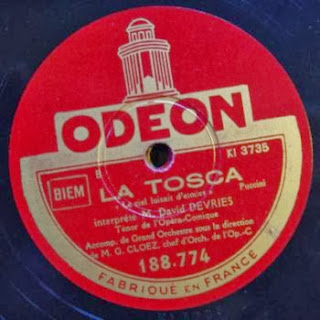 ODEON
KI 3735
B
BIEM
LA TOSCA
"Le ciel luisait d'étoiles"
Puccini
interprété M. David DEVRIES
Ténor de l'Opéra-Comique
Accomp. de Grand Orchestre sous la direction
de M. G. CLOEZ, chef d'Orch. de l'Op.-C
188.774
FABRIQUÉ EN FRANCE